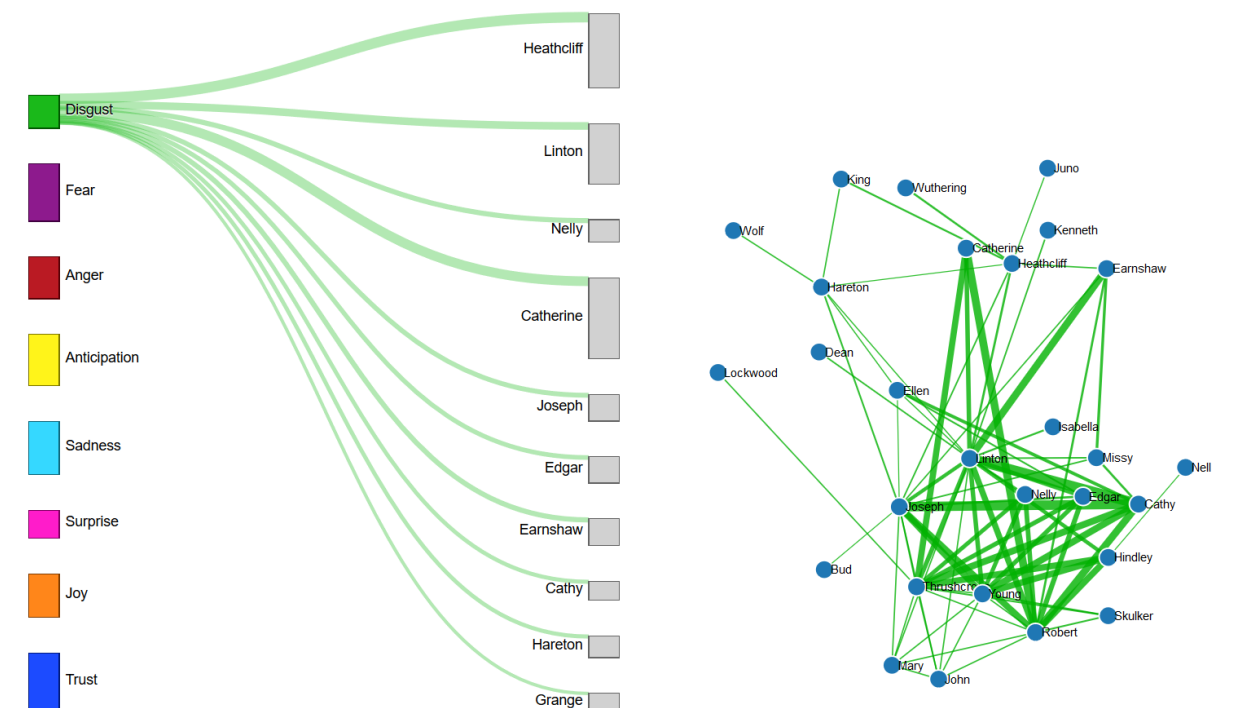 Disgust
Fear
Anger
Anticipation
Sadness
Surprise
Joy
Trust
Heathcliff
Linton
Nelly
Catherine
Joseph
Edgar
Earnshaw
Cathy
Hareton
Grange
Juno
King
Wuthering
Wolf
Kenneth
Catherine
Heathcliff
Earnshaw
Hareton
Dean
Lockwood
Ellen
Isabella
Linton
Missy
Nell
Nelly
Edgar
Cathy
Joseph
Hindley
Bud
Thrushcr
Young
Skulker
Robert
Mary
John